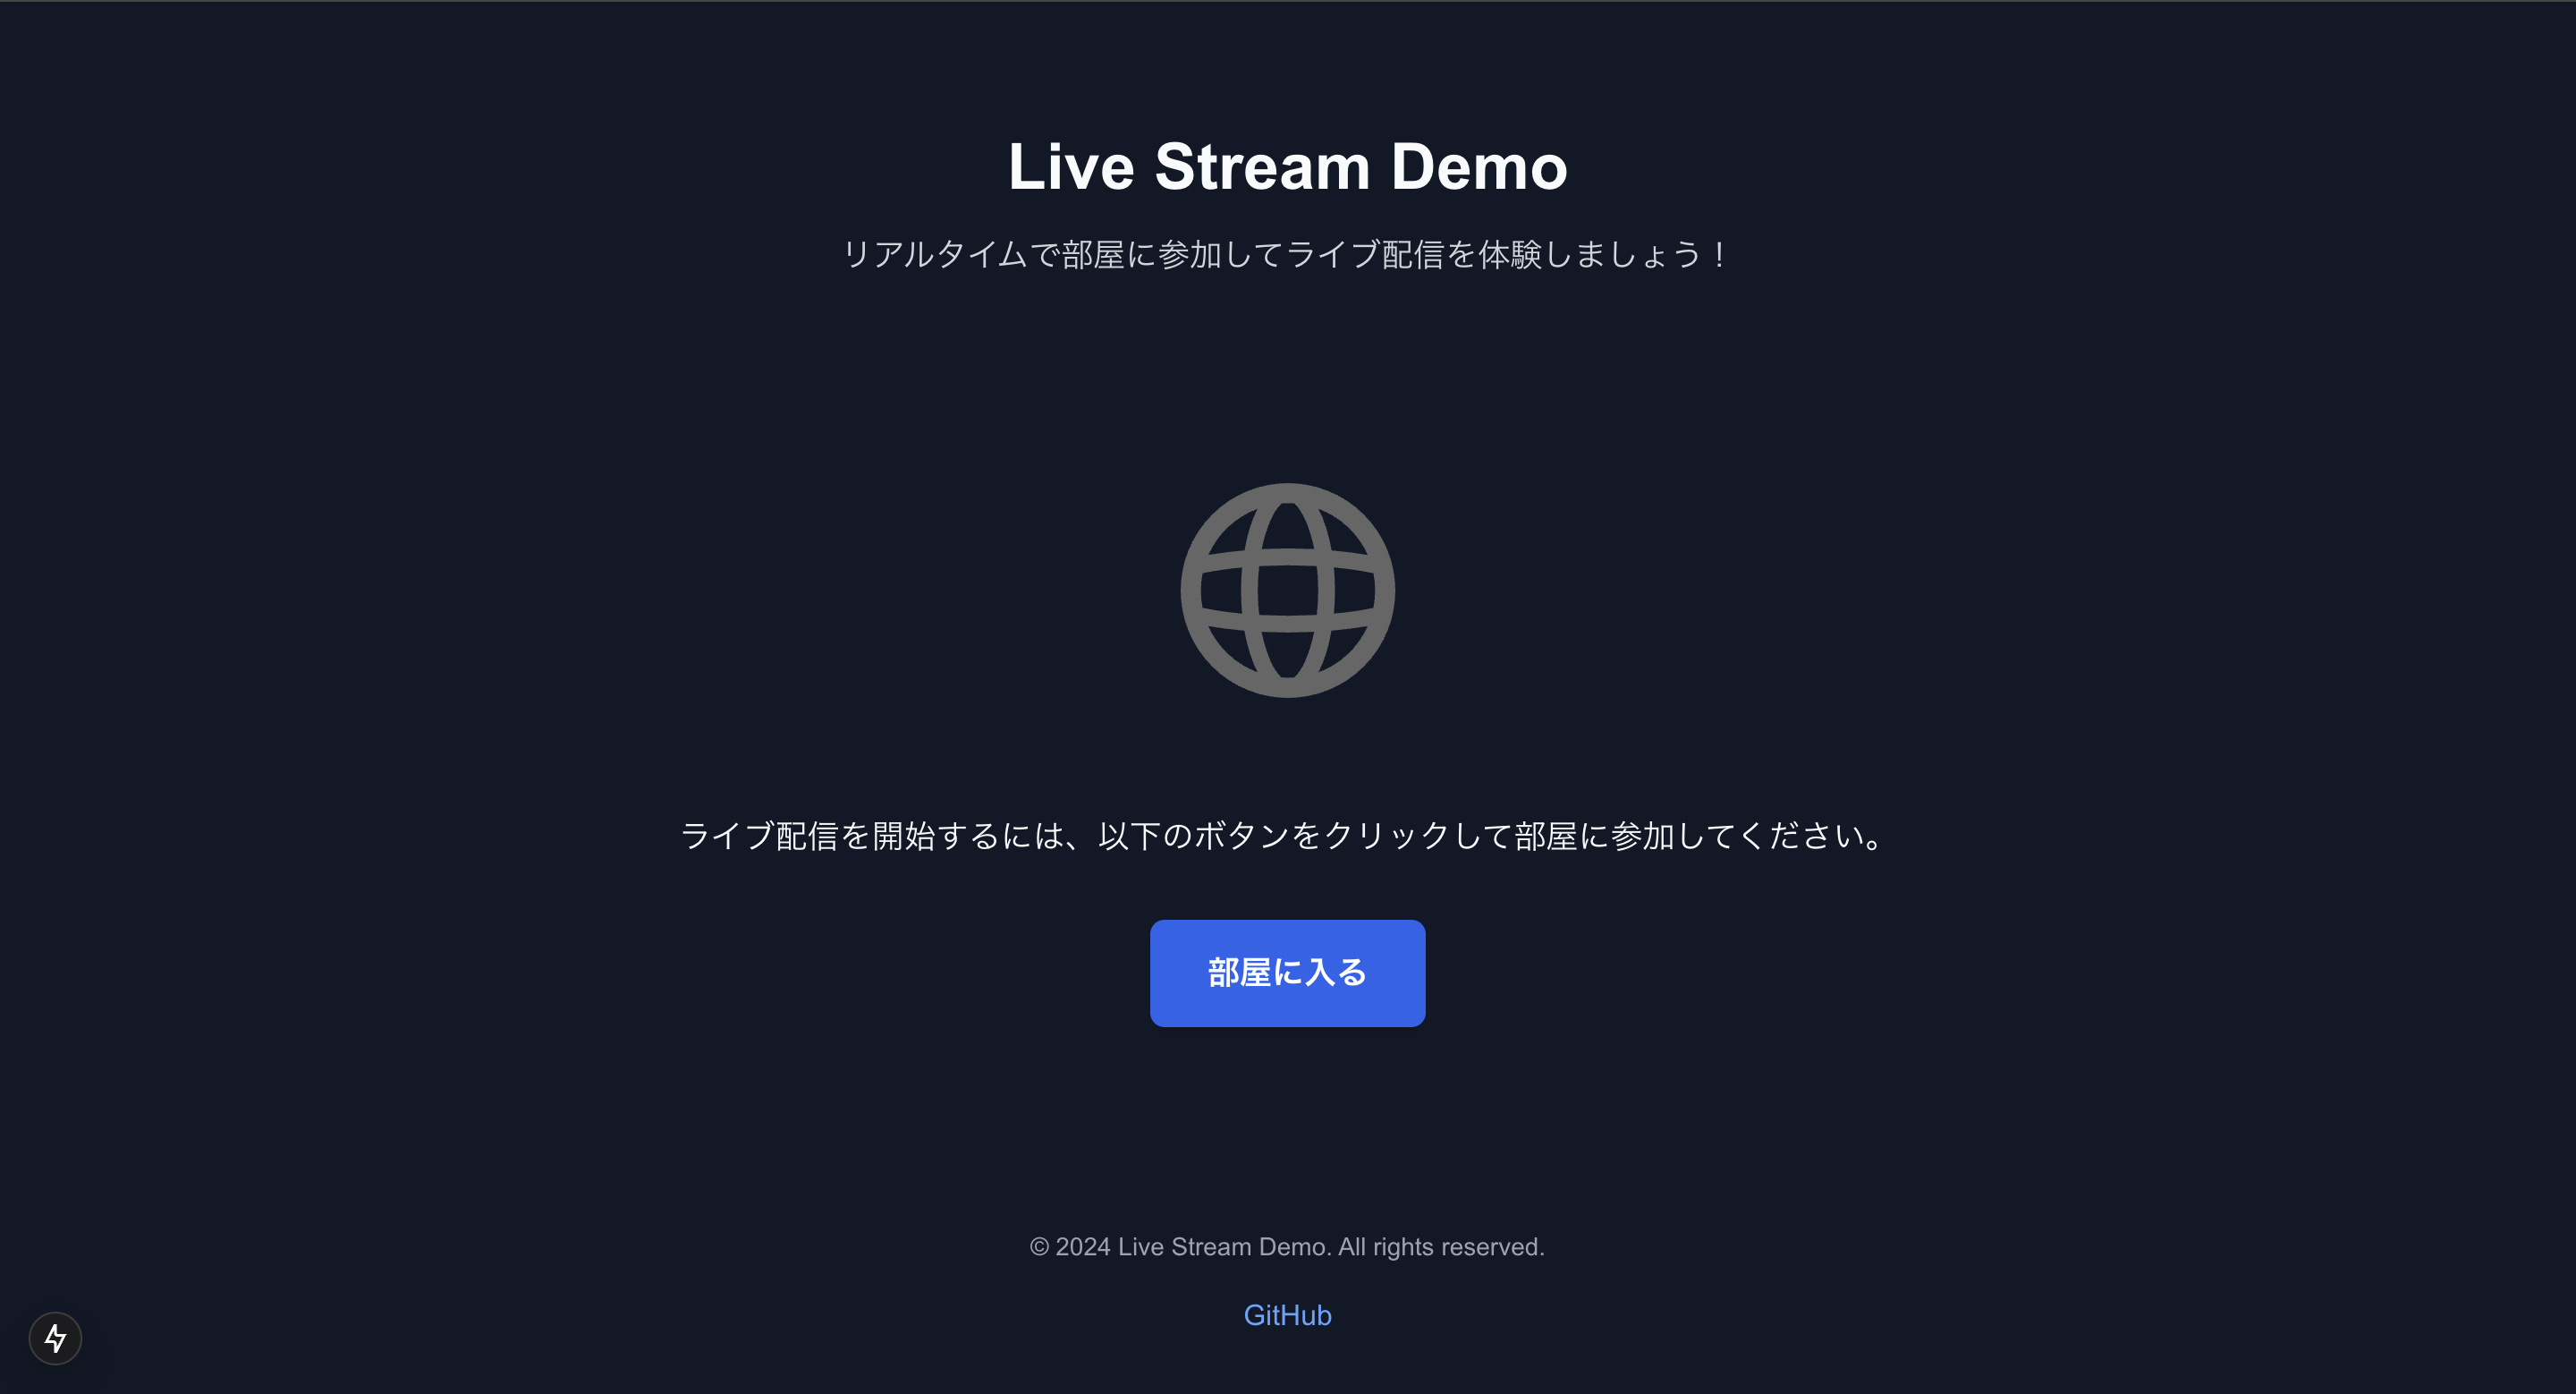 Live Stream Demo
リアルタイムで部屋に参加してライブ配信を体験しましょう！
ライブ配信を開始するには、以下のボタンをクリックして部屋に参加してください。
部屋に入る
© 2024 Live Stream Demo. All rights reserved.
GitHub